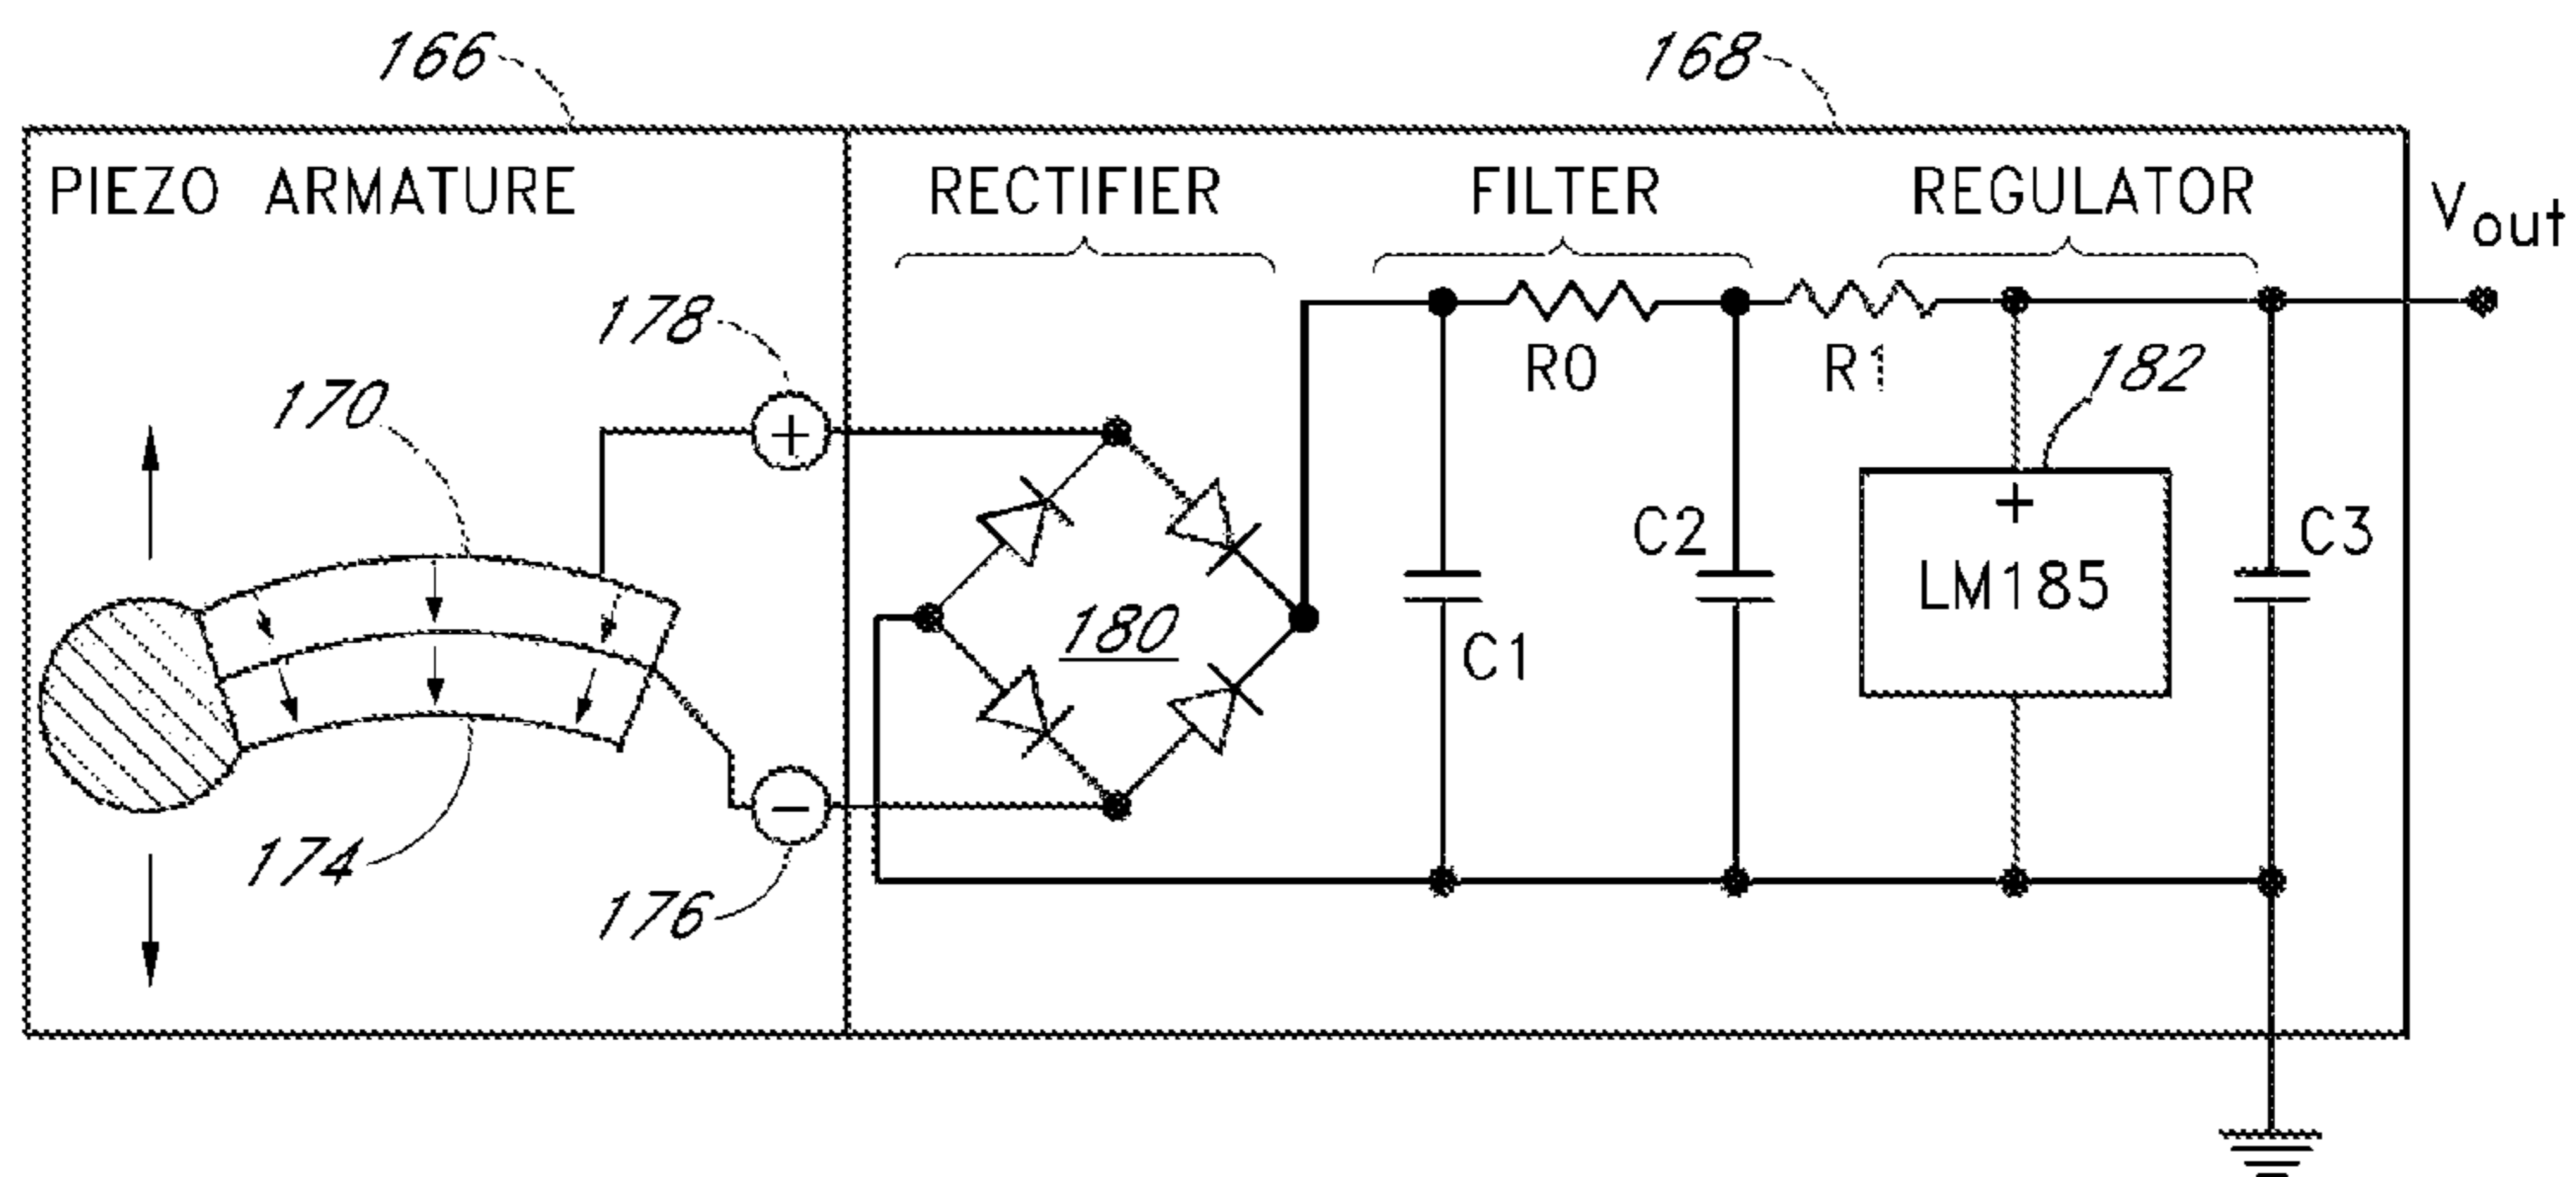 166
168
PIEZO ARMATURE
RECTIFIER
FILTER
REGULATOR
Vout
178
+
170
R0
R1
182
+
LM185
C1
C2
C3
180
174
−
176